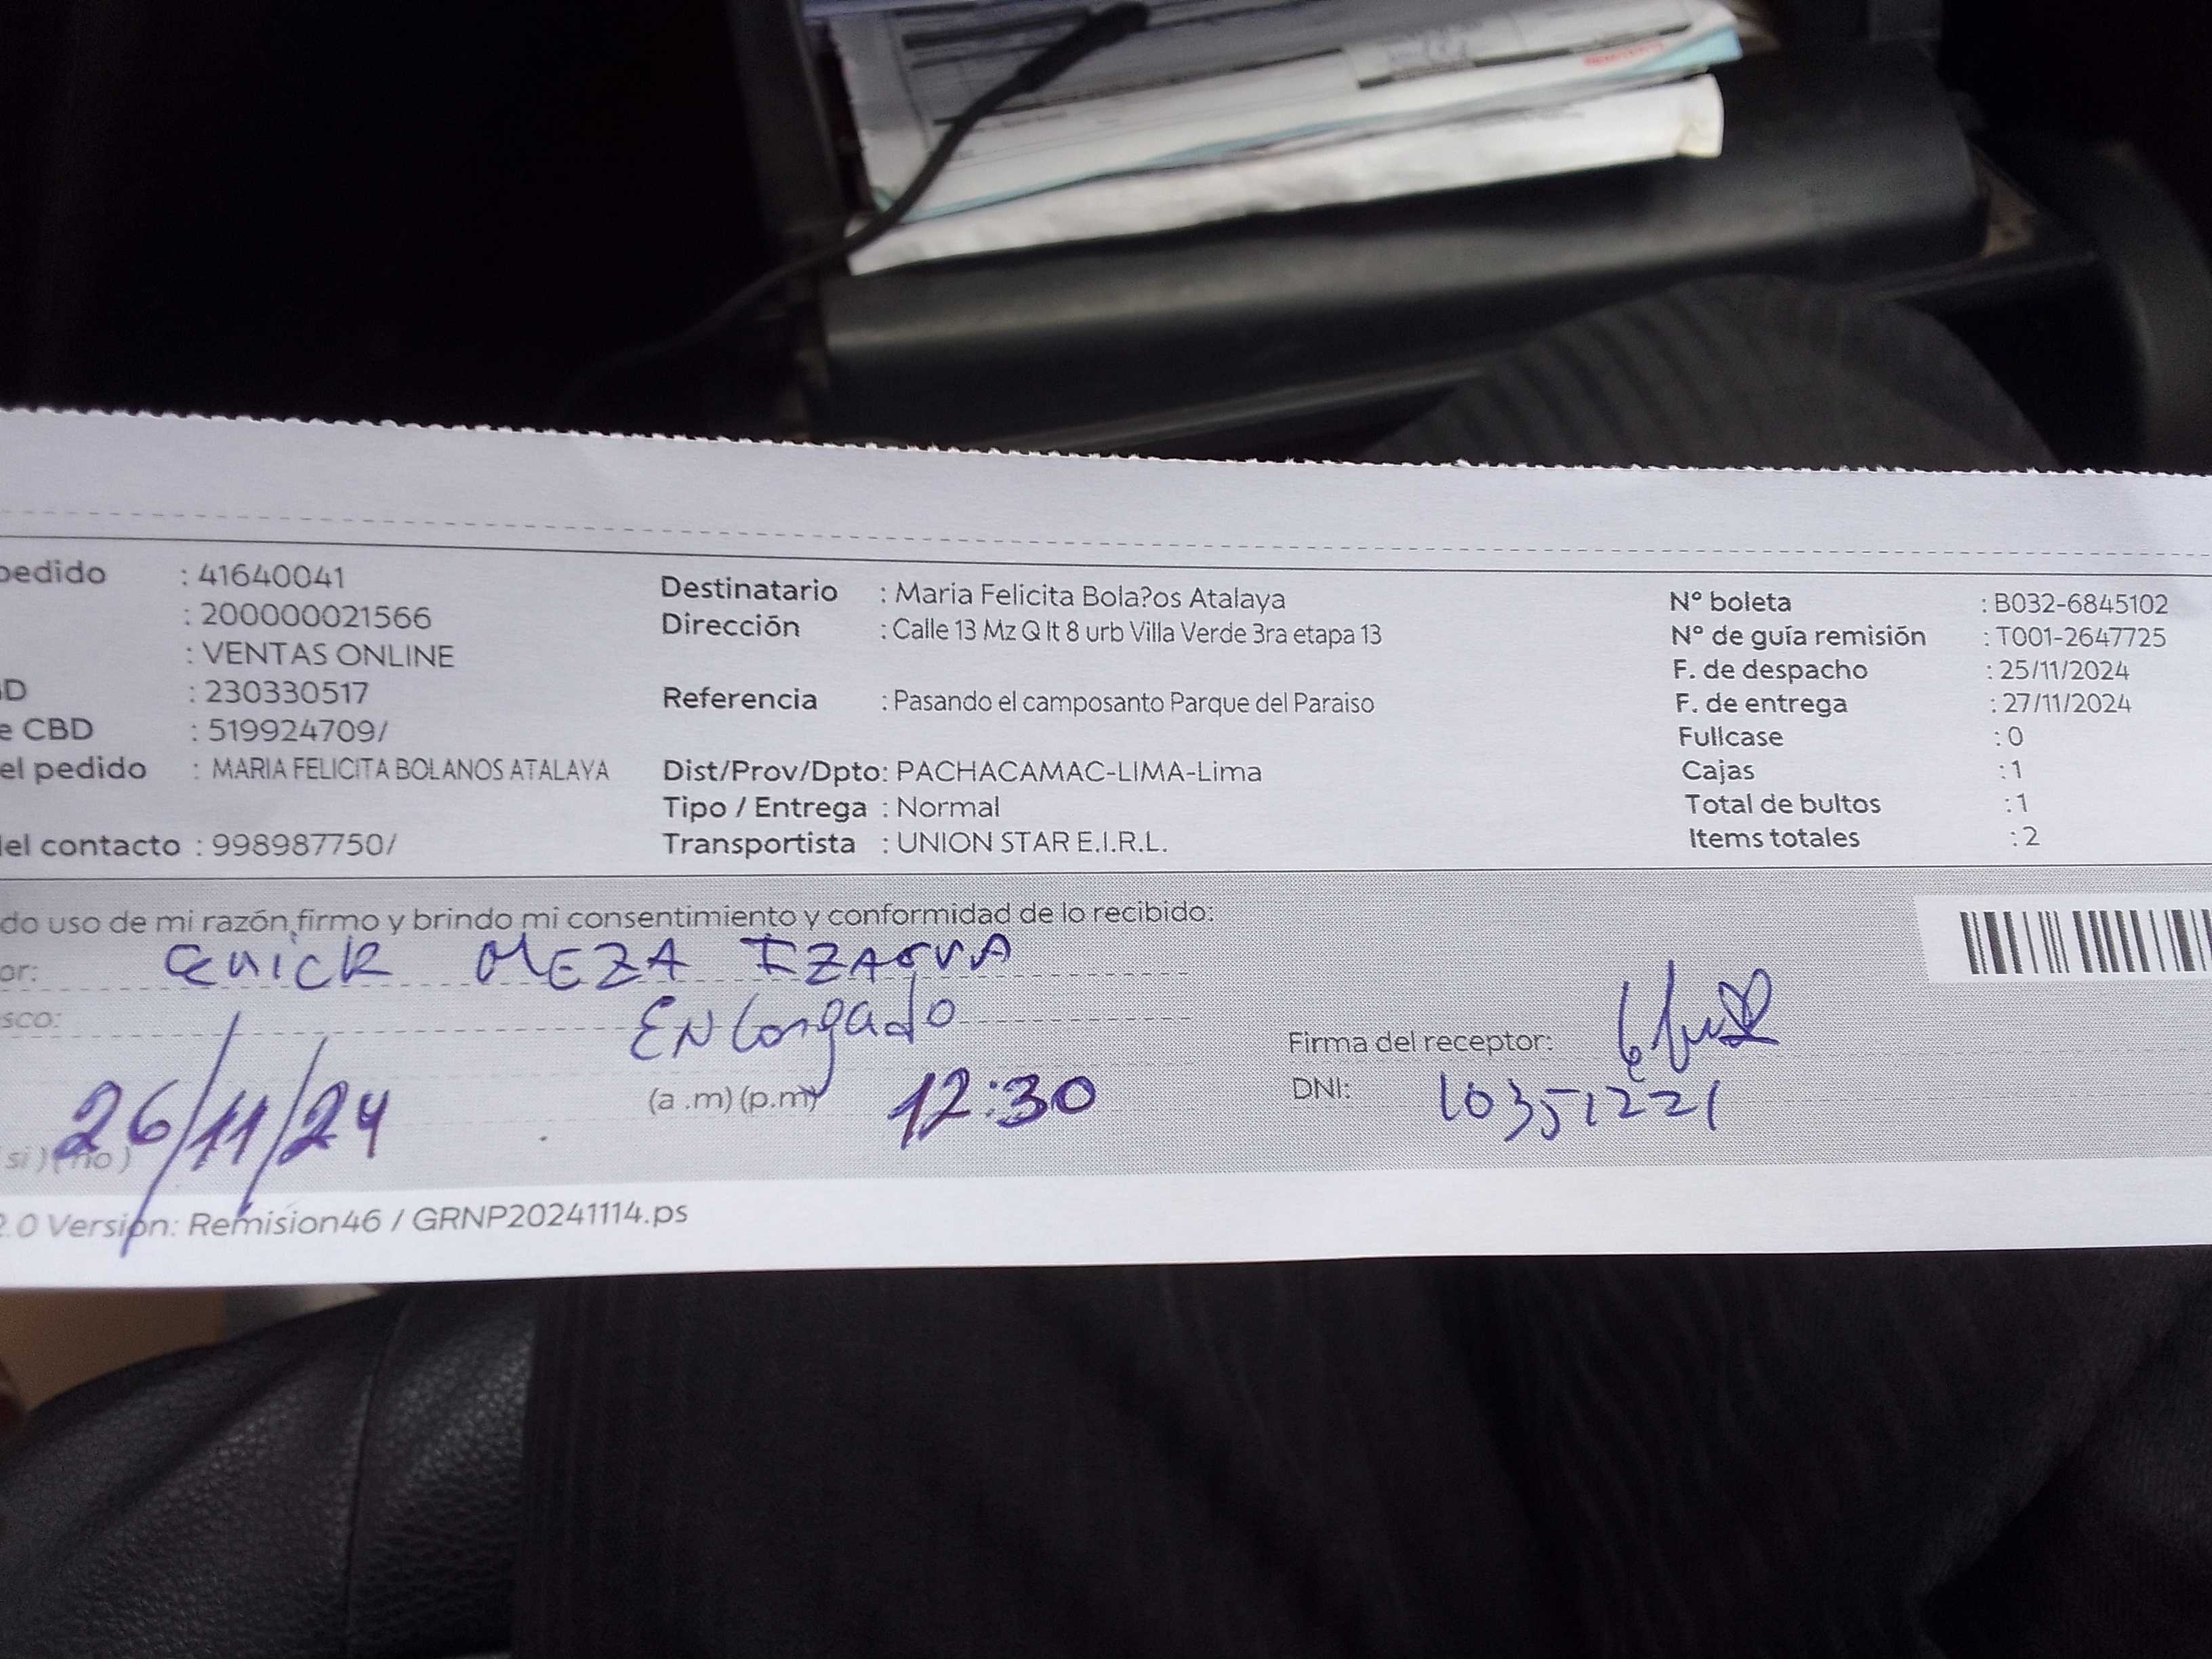 pedido : 41640041
: 200000021566
: VENTAS ONLINE
D : 230330517
e CBD : 519924709/
el pedido : MARIA FELICITA BOLANOS ATALAYA
del contacto : 998987750/
Destinatario : Maria Felicita Bola?os Atalaya
Dirección : Calle 13 Mz Q lt 8 urb Villa Verde 3ra etapa 13
Referencia : Pasando el camposanto Parque del Paraiso
Dist/Prov/Dpto: PACHACAMAC-LIMA-Lima
Tipo / Entrega : Normal
Transportista : UNION STAR E.I.R.L.
Nº boleta : B032-6845102
Nº de guía remisión : T001-2647725
F. de despacho : 25/11/2024
F. de entrega : 27/11/2024
Fullcase : 0
Cajas : 1
Total de bultos : 1
Items totales : 2
do uso de mi razón, firmo y brindo mi consentimiento y conformidad de lo recibido:
or: MEZA
sco: ENCargado
Firma del receptor:
26/11/24 (a .m) (p.m) 12:30
DNI: 10351221
si ) ( no )
2.0 Version: Remision46 / GRNP20241114.ps